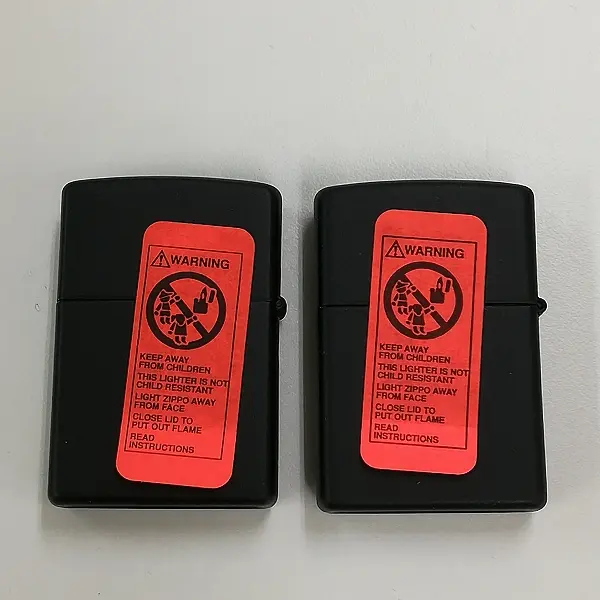 WARNING
KEEP AWAY
FROM CHILDREN
THIS LIGHTER IS NOT
CHILD RESISTANT
LIGHT ZIPPO AWAY
FROM FACE
CLOSE LID TO
PUT OUT FLAME
READ
INSTRUCTIONS
WARNING
KEEP AWAY
FROM CHILDREN
THIS LIGHTER IS NOT
CHILD RESISTANT
LIGHT ZIPPO AWAY
FROM FACE
CLOSE LID TO
PUT OUT FLAME
READ
INSTRUCTIONS